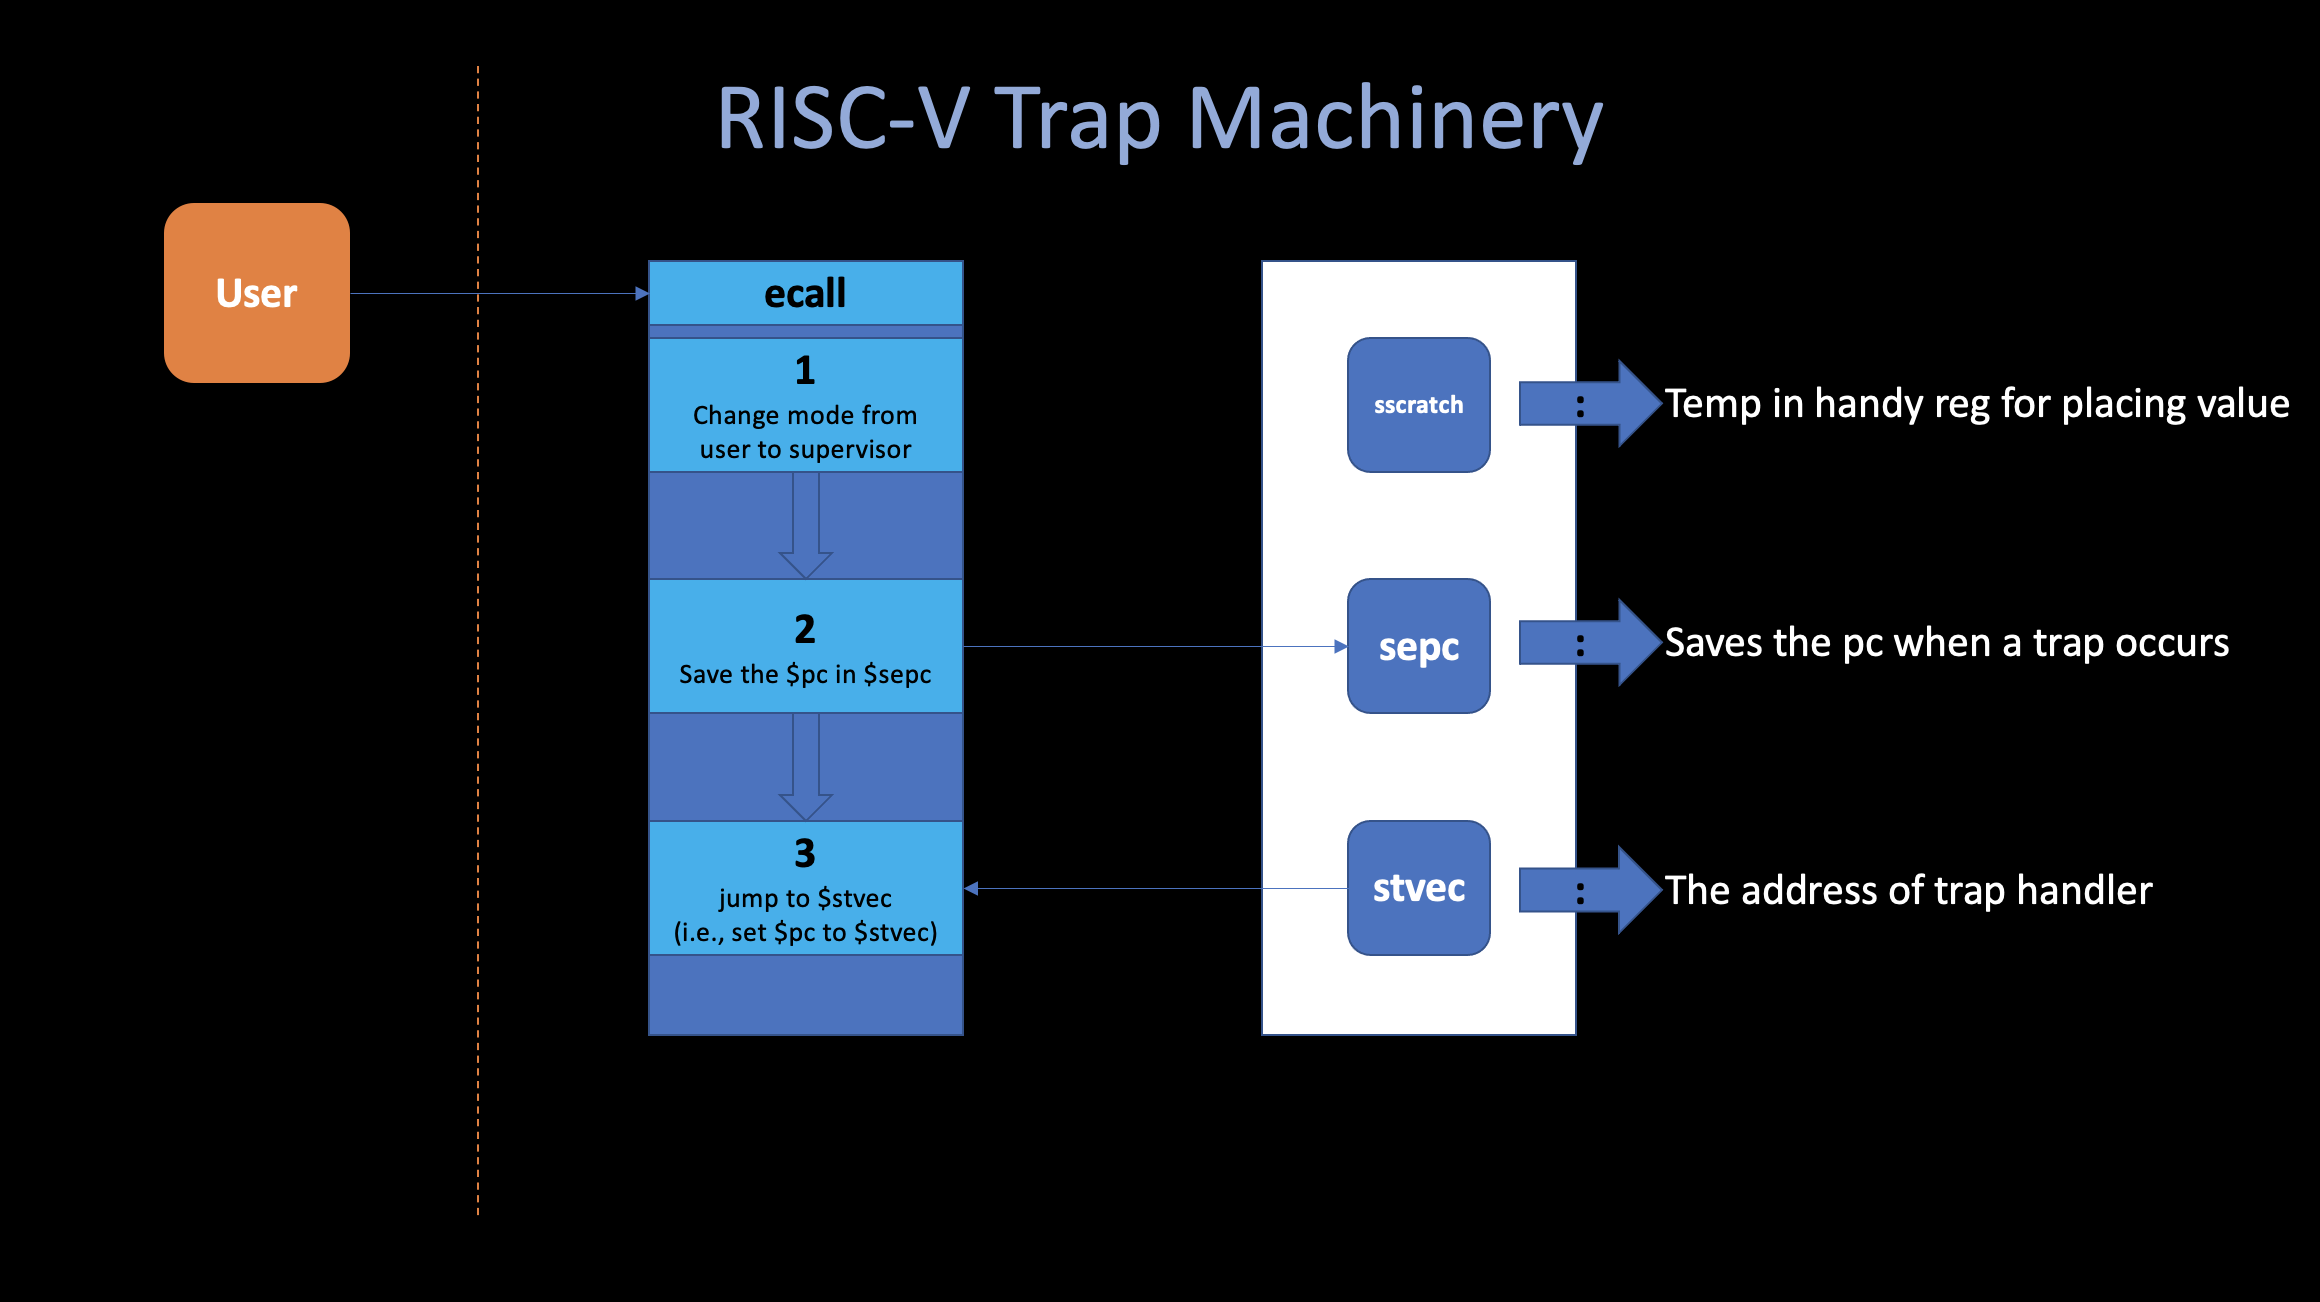 RISC-V Trap Machinery
User
ecall
1
Change mode from
user to supervisor
2
Save the $pc in $sepc
3
jump to $stvec
(i.e., set $pc to $stvec)
sscratch
:
Temp in handy reg for placing value
sepc
:
Saves the pc when a trap occurs
stvec
:
The address of trap handler